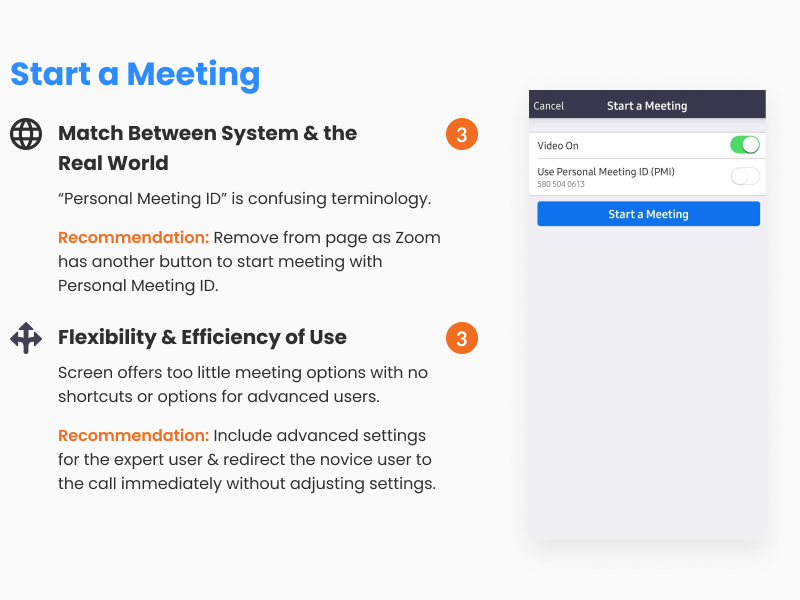 Start a Meeting
Match Between System & the
Real World
3
“Personal Meeting ID” is confusing terminology.
Recommendation: Remove from page as Zoom
has another button to start meeting with
Personal Meeting ID.
Flexibility & Efficiency of Use
3
Screen offers too little meeting options with no
shortcuts or options for advanced users.
Recommendation: Include advanced settings
for the expert user & redirect the novice user to
the call immediately without adjusting settings.
Cancel Start a Meeting
Video On
Use Personal Meeting ID (PMI)
580 504 0613
Start a Meeting